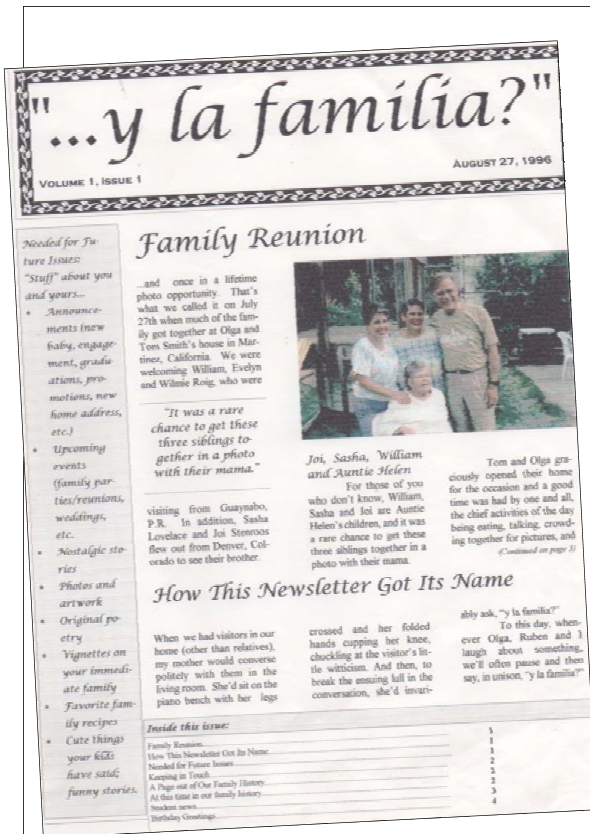 "...y la familia?"
VOLUME 1, ISSUE 1
AUGUST 27, 1996
Needed for Fu-
ture Issues:
"Stuff" about you
and yours...
• Announce-
ments (new
baby, engage-
ment, gradu-
ations, pro-
motions, new
home address,
etc.)
• Upcoming
events
(family par-
ties/reunions,
weddings,
etc.
• Nostalgic sto-
ries
• Photos and
artwork
• Original po-
etry
• Vignettes on
your immedi-
ate family
• Favorite fam-
ily recipes
• Cute things
your kids
have said;
funny stories.
Family Reunion
...and once in a lifetime
photo opportunity. That's
what we called it on July
27th when much of the fam-
ily got together at Olga and
Tom Smith's house in Mar-
tinez, California. We were
welcoming William, Evelyn
and Wilmie Roig, who were
"It was a rare
chance to get these
three siblings to-
gether in a photo
with their mama."
visiting from Guaynabo,
P.R. In addition, Sasha
Lovelace and Joi Stenroos
flew out from Denver, Col-
orado to see their brother.
Joi, Sasha, William
and Auntie Helen
For those of you
who don't know, William,
Sasha and Joi are Auntie
Helen's children, and it was
a rare chance to get these
three siblings together in a
photo with their mama.
Tom and Olga gra-
ciously opened their home
for the occasion and a good
time was had by one and all,
the chief activities of the day
being eating, talking, crowd-
ing together for pictures, and
(Continued on page 3)
How This Newsletter Got Its Name
When we had visitors in our
home (other than relatives),
my mother would converse
politely with them in the
living room. She'd sit on the
piano bench with her legs
crossed and her folded
hands cupping her knee,
chuckling at the visitor's lit-
tle witticism. And then, to
break the ensuing lull in the
conversation, she'd invari-
ably ask, "y la familia?"
To this day, when-
ever Olga, Ruben and I
laugh about something,
we'll often pause and then
say, in unison, "y la familia?"
Inside this issue:
Family Reunion
How This Newsletter Got Its Name
Needed for Future Issues
Keeping in Touch
A Page out of Our Family History
At this time in our family history
Student news
Birthday Greetings